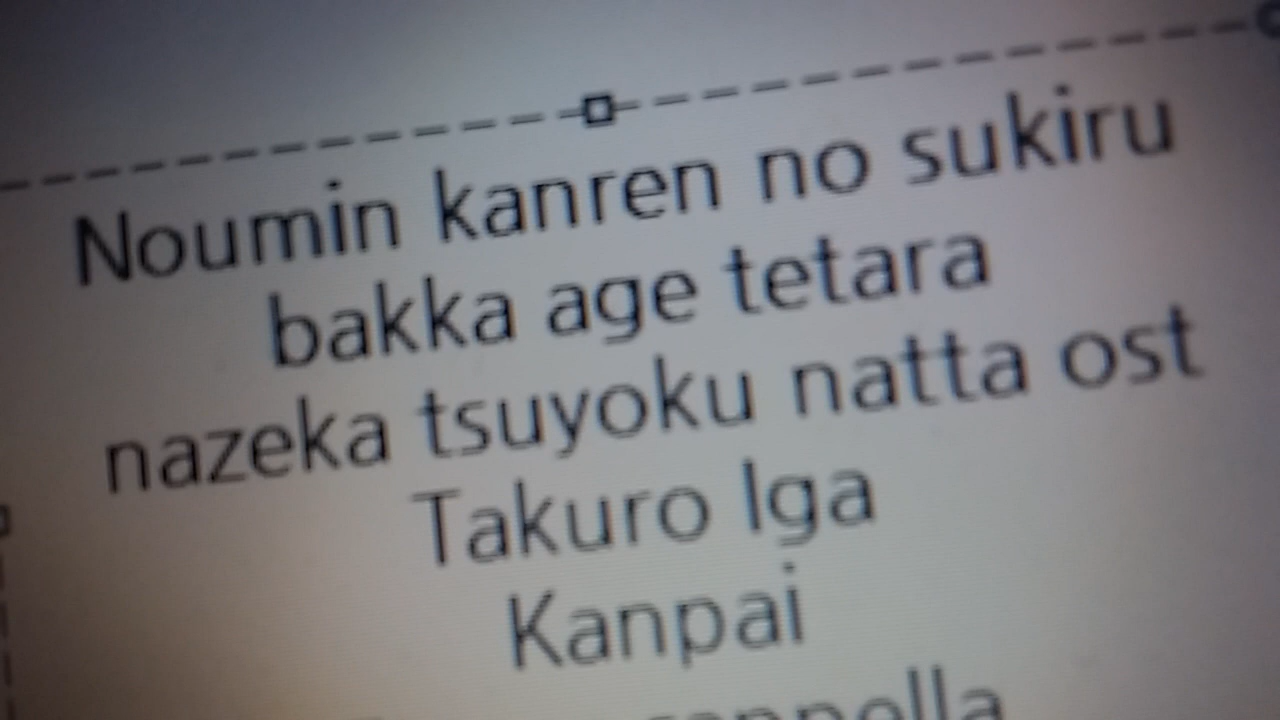 Noumin kanren no sukiru
bakka age tetara
nazeka tsuyoku natta ost
Takuro Iga
Kanpai